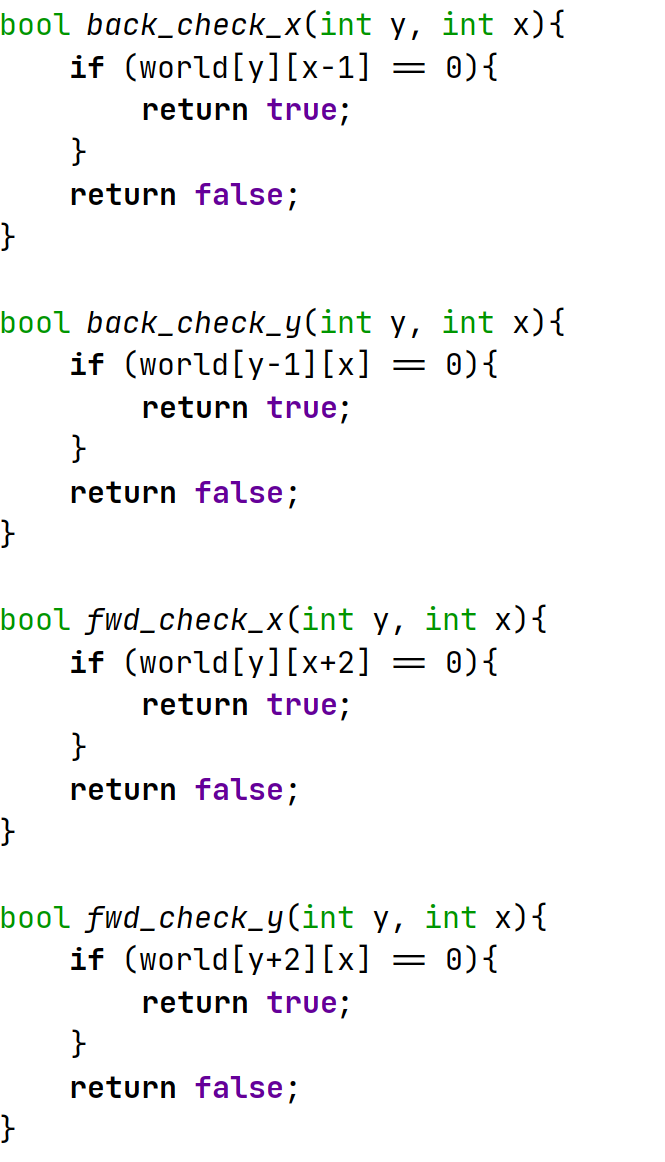 bool back_check_x(int y, int x){
    if (world[y][x-1] == 0){
        return true;
    }
    return false;
}

bool back_check_y(int y, int x){
    if (world[y-1][x] == 0){
        return true;
    }
    return false;
}

bool fwd_check_x(int y, int x){
    if (world[y][x+2] == 0){
        return true;
    }
    return false;
}

bool fwd_check_y(int y, int x){
    if (world[y+2][x] == 0){
        return true;
    }
    return false;
}